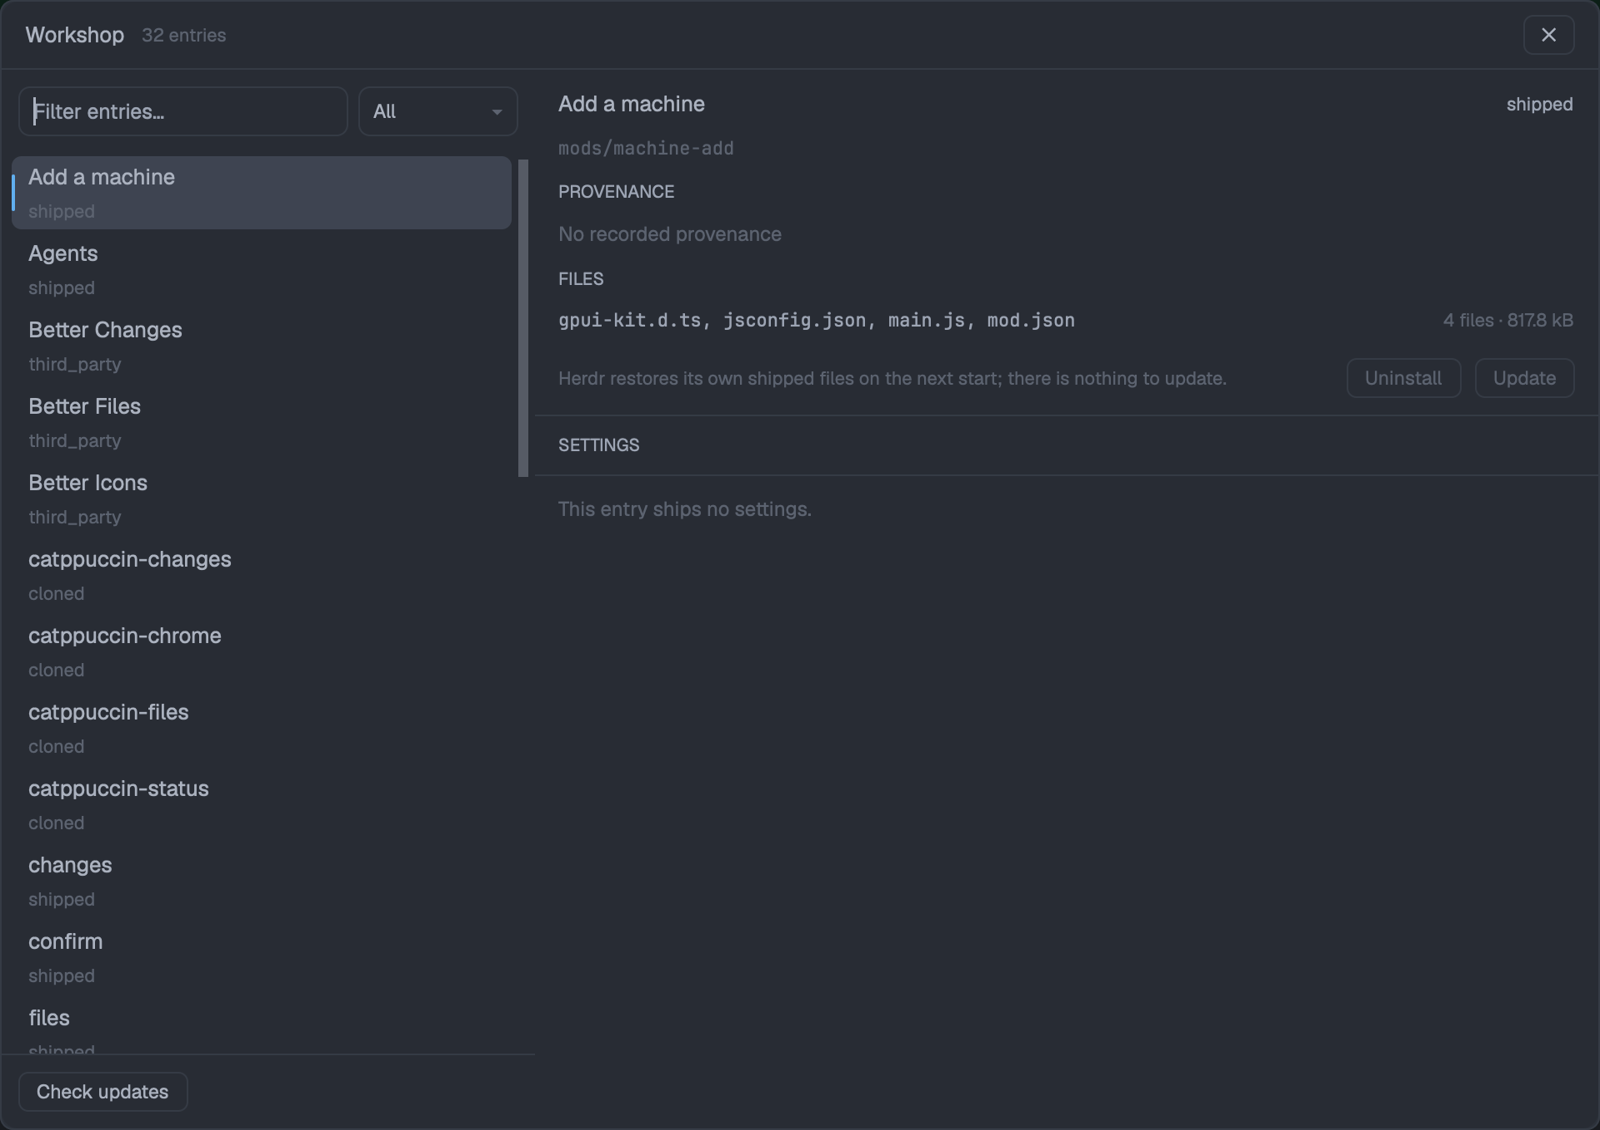 Workshop 32 entries
Filter entries...
All
Add a machine
shipped
Agents
shipped
Better Changes
third_party
Better Files
third_party
Better Icons
third_party
catppuccin-changes
cloned
catppuccin-chrome
cloned
catppuccin-files
cloned
catppuccin-status
cloned
changes
shipped
confirm
shipped
files
shipped
Check updates
Add a machine shipped
mods/machine-add
PROVENANCE
No recorded provenance
FILES
gpui-kit.d.ts, jsconfig.json, main.js, mod.json 4 files · 817.8 kB
Herdr restores its own shipped files on the next start; there is nothing to update. Uninstall Update
SETTINGS
This entry ships no settings.